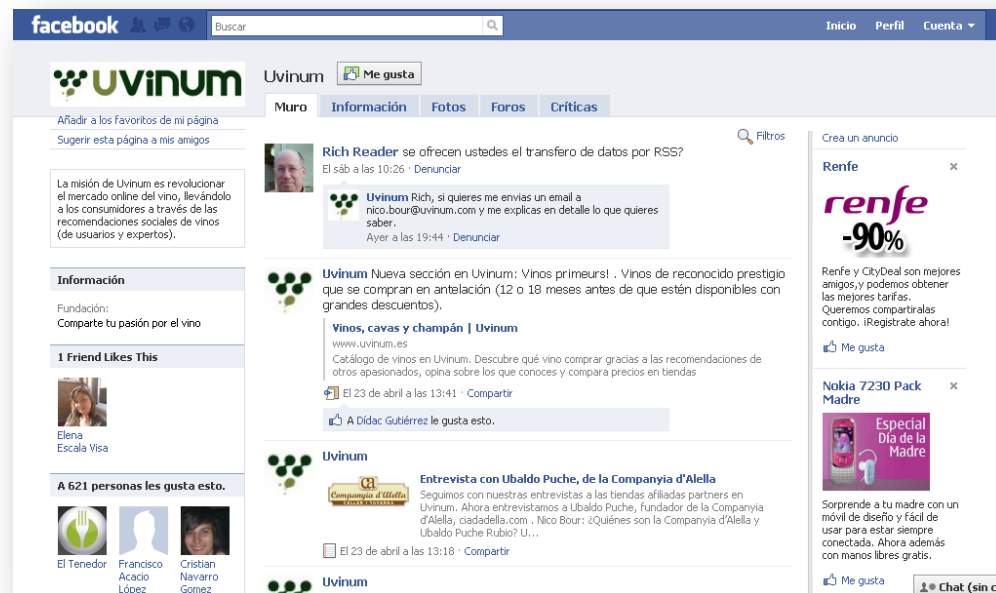 facebook
Buscar
Inicio Perfil Cuenta
Uvinum
Uvinum
Me gusta
Muro Información Fotos Foros Críticas
Añadir a los favoritos de mi página
Sugerir esta página a mis amigos
La misión de Uvinum es revolucionar
el mercado online del vino, llevándolo
a los consumidores a través de las
recomendaciones sociales de vinos
(de usuarios y expertos).
Información
Fundación:
Comparte tu pasión por el vino
1 Friend Likes This
Elena
Escala Visa
A 621 personas les gusta esto.
El Tenedor
Francisco
Acacio
López
Cristian
Navarro
Gomez
Filtros
Rich Reader se ofrecen ustedes el transfero de datos por RSS?
El sáb a las 10:26 · Denunciar
Uvinum Rich, si quieres me envias un email a
nico.bour@uvinum.com y me explicas en detalle lo que quieres
saber.
Ayer a las 19:44 · Denunciar
Uvinum Nueva sección en Uvinum: Vinos primeurs! . Vinos de reconocido prestigio
que se compran en antelación (12 o 18 meses antes de que estén disponibles con
grandes descuentos).
Vinos, cavas y champán | Uvinum
www.uvinum.es
Catálogo de vinos en Uvinum. Descubre qué vino comprar gracias a las recomendaciones de
otros apasionados, opina sobre los que conoces y compara precios en tiendas
El 23 de abril a las 13:41 · Compartir
A Dídac Gutiérrez le gusta esto.
Uvinum
ca
Companyia d'Alella
Entrevista con Ubaldo Puche, de la Companyia d'Alella
Seguimos con nuestras entrevistas a las tiendas afiliadas partners en
Uvinum. Ahora entrevistamos a Ubaldo Puche, fundador de la Companyia
d'Alella, ciadadella.com . Nico Bour: ¿Quiénes son la Companyia d'Alella y
Ubaldo Puche Rubio? U...
El 23 de abril a las 13:18 · Compartir
Uvinum
Crea un anuncio
Renfe
renfe
-90%
Renfe y CityDeal son mejores
amigos,y podemos obtener
las mejores tarifas.
Queremos compartiralas
contigo. ¡Registrate ahora!
Me gusta
Nokia 7230 Pack
Madre
Especial
Día de la
Madre
Sorprende a tu madre con un
móvil de diseño y fácil de
usar para estar siempre
conectada. Ahora además
con manos libres gratis.
Me gusta
Chat (sin c